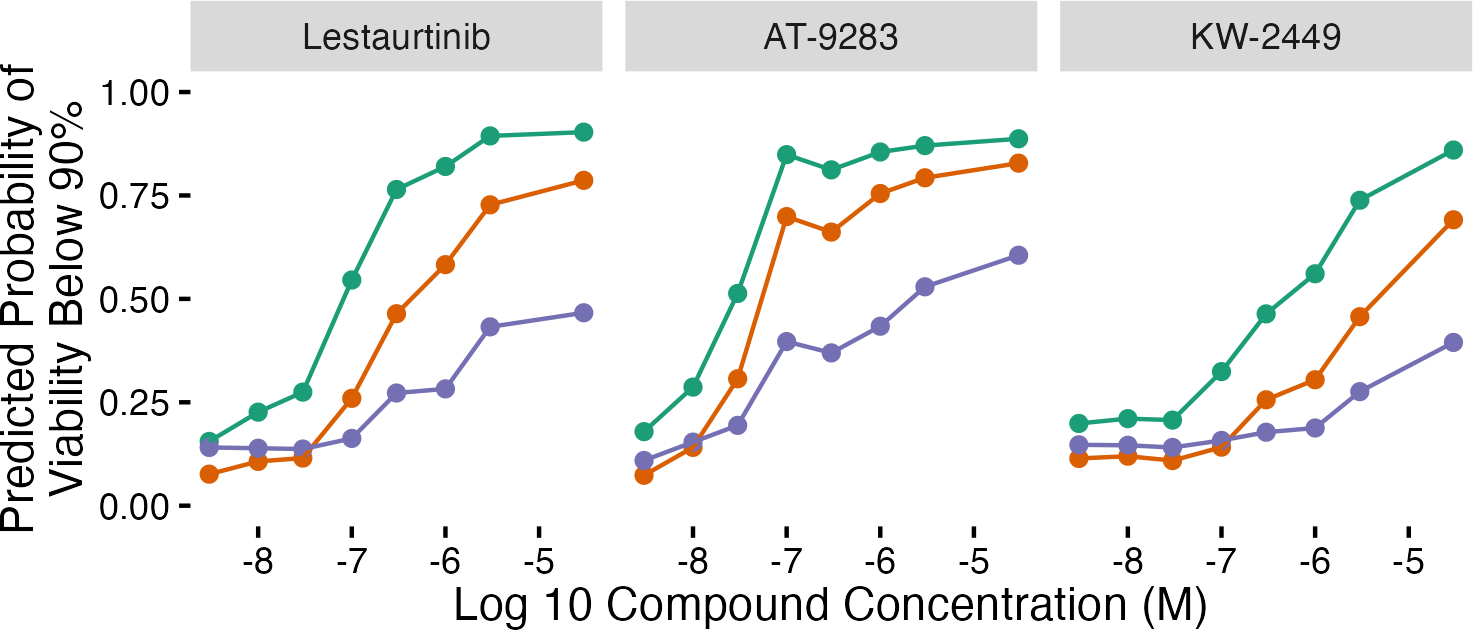 Lestaurtinib
AT-9283
KW-2449
Predicted Probability of
Viability Below 90%
1.00
0.75
0.50
0.25
0.00
-8 -7 -6 -5
-8 -7 -6 -5
-8 -7 -6 -5
Log 10 Compound Concentration (M)